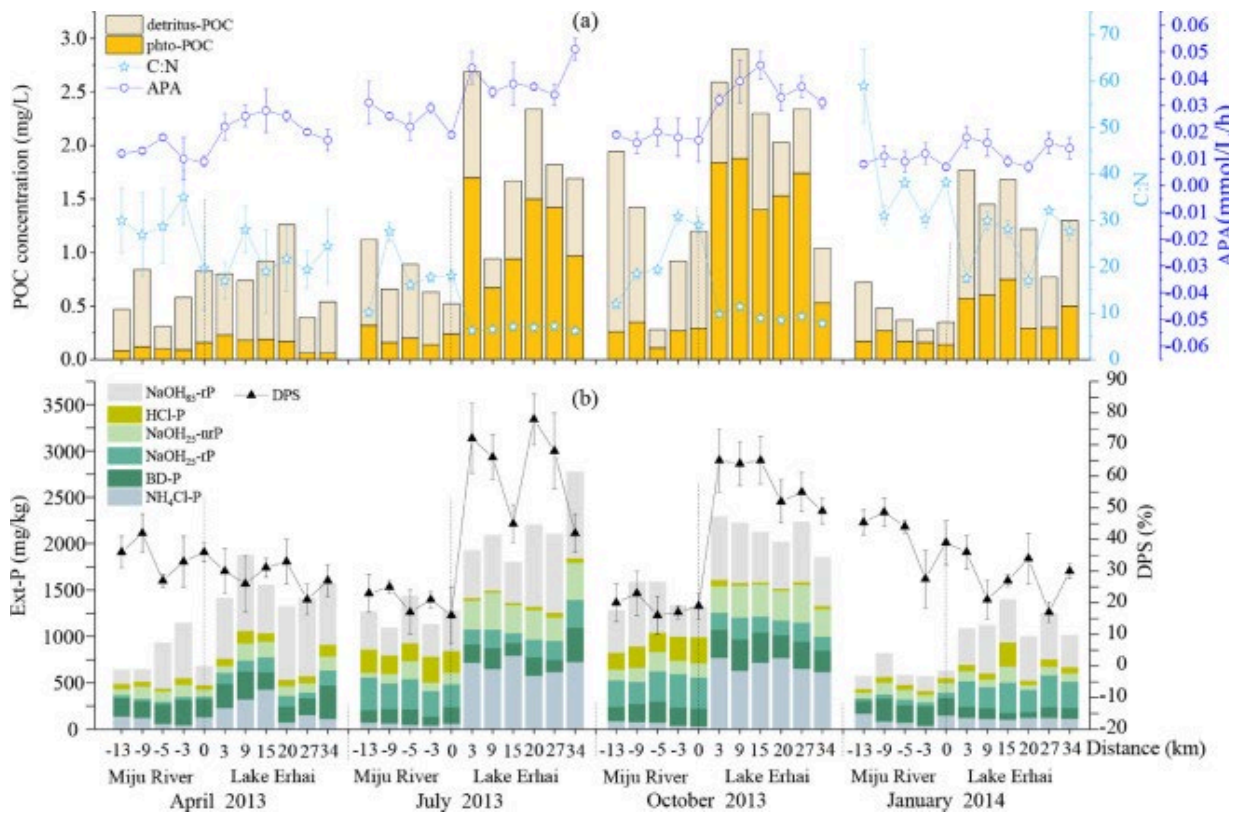 (a)
detritus-POC
phto-POC
C:N
APA
POC concentration (mg/L)
3.0
2.5
2.0
1.5
1.0
0.5
0.0
70
60
50
40
30
20
10
0
C:N
0.06
0.05
0.04
0.03
0.02
0.01
0.00
-0.01
-0.02
-0.03
-0.04
-0.05
-0.06
APA(mmol/L/h)
(b)
NaOH₈₅-rP
DPS
HCl-P
NaOH₂₅-nrP
NaOH₂₅-rP
BD-P
NH₄Cl-P
Ext-P (mg/kg)
3500
3000
2500
2000
1500
1000
500
0
90
80
70
60
50
40
30
20
10
0
-10
-20
DPS (%)
-13 -9 -5 -3 0 3 9 15 20 27 34 -13 -9 -5 -3 0 3 9 15 20 27 34 -13 -9 -5 -3 0 3 9 15 20 27 34 -13 -9 -5 -3 0 3 9 15 20 27 34 Distance (km)
Miju River Lake Erhai Miju River Lake Erhai Miju River Lake Erhai Miju River Lake Erhai
April 2013 July 2013 October 2013 January 2014